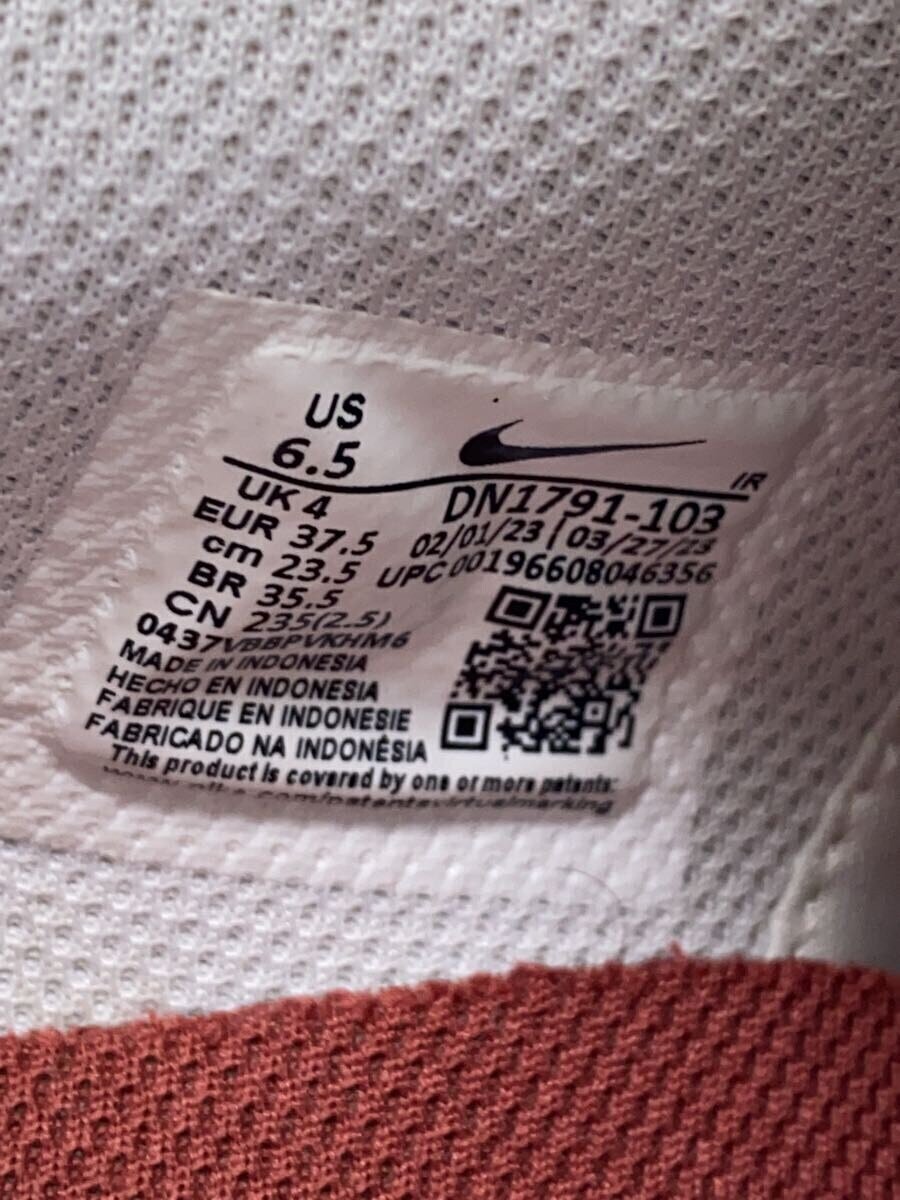 US
6.5
UK 4
EUR 37.5
cm 23.5
BR 35.5
CN 235(2.5)
0437VBBPVKHM6
MADE IN INDONESIA
HECHO EN INDONESIA
FABRIQUE EN INDONESIE
FABRICADO NA INDONÉSIA
This product is covered by one or more patents:
IR
DN1791-103
02/01/23 | 03/27/23
UPC 00196608046356